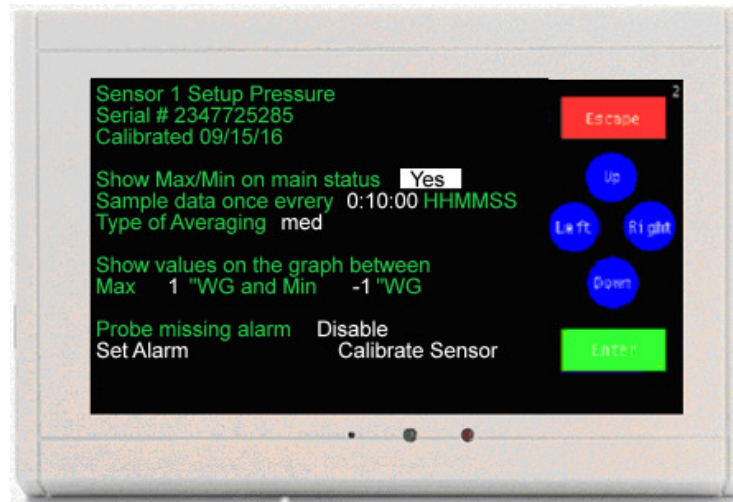 Sensor 1 Setup Pressure
Serial # 2347725285
Calibrated 09/15/16
Show Max/Min on main status Yes
Sample data once evrery 0:10:00 HHMMSS
Type of Averaging med
Show values on the graph between
Max 1 "WG and Min -1 "WG
Probe missing alarm Disable
Set Alarm Calibrate Sensor
2
Escape
Up
Left Right
Down
Enter